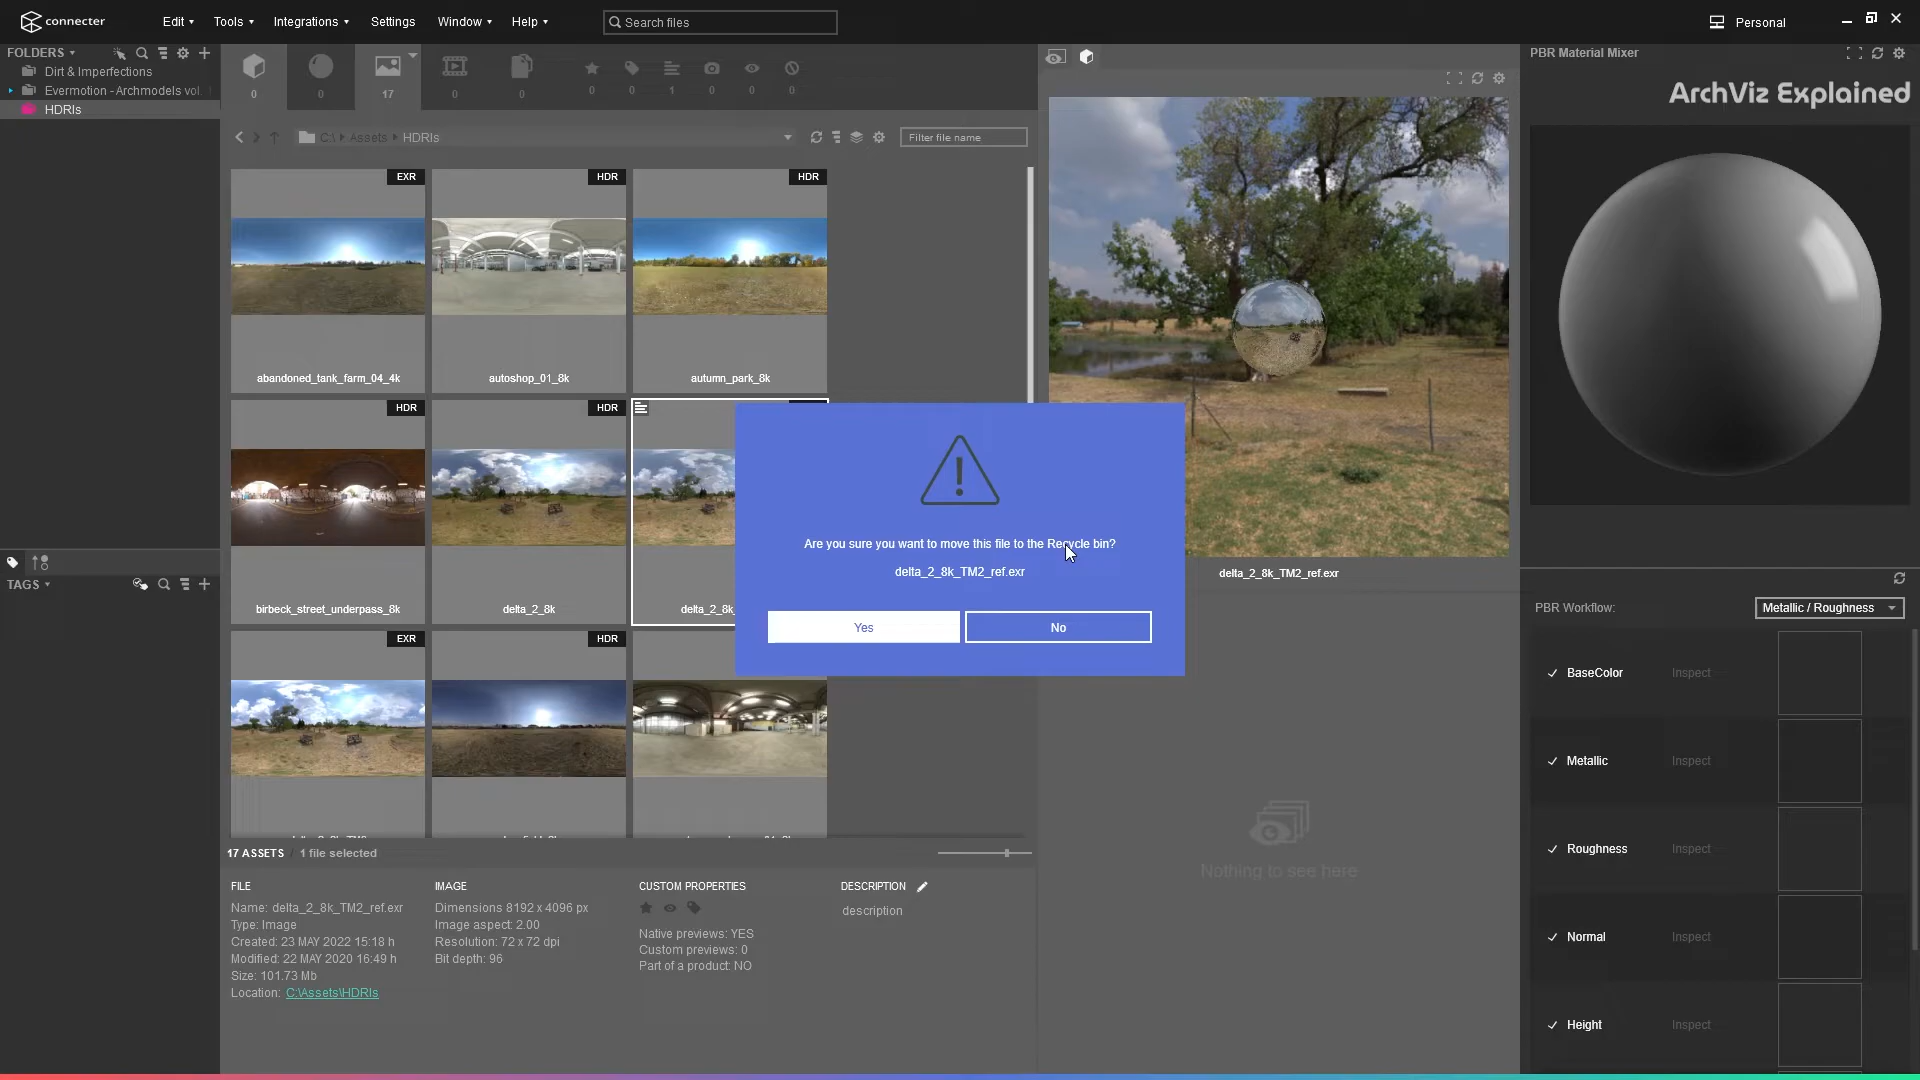 connecter
Edit
Tools
Integrations
Settings
Window
Help
Search files
Personal
FOLDERS
Dirt & Imperfections
Evermotion - Archmodels vol
HDRIs
0
0
17
0
0
0
0
1
0
0
0
C:\ Assets HDRIs
Filter file name
EXR
abandoned_tank_farm_04_4k
HDR
autoshop_01_8k
HDR
autumn_park_8k
HDR
birbeck_street_underpass_8k
HDR
delta_2_8k
delta_2_8k_
EXR
HDR
Are you sure you want to move this file to the Recycle bin?
delta_2_8k_TM2_ref.exr
Yes
No
delta_2_8k_TM2_ref.exr
Nothing to see here
TAGS
17 ASSETS / 1 file selected
FILE
Name: delta_2_8k_TM2_ref.exr
Type: Image
Created: 23 MAY 2022 15:18 h
Modified: 22 MAY 2020 16:49 h
Size: 101.73 Mb
Location: C:\Assets\HDRIs
IMAGE
Dimensions 8192 x 4096 px
Image aspect: 2.00
Resolution: 72 x 72 dpi
Bit depth: 96
CUSTOM PROPERTIES
Native previews: YES
Custom previews: 0
Part of a product: NO
DESCRIPTION
description
PBR Material Mixer
ArchViz Explained
PBR Workflow:
Metallic / Roughness
BaseColor
Inspect
Metallic
Inspect
Roughness
Inspect
Normal
Inspect
Height
Inspect